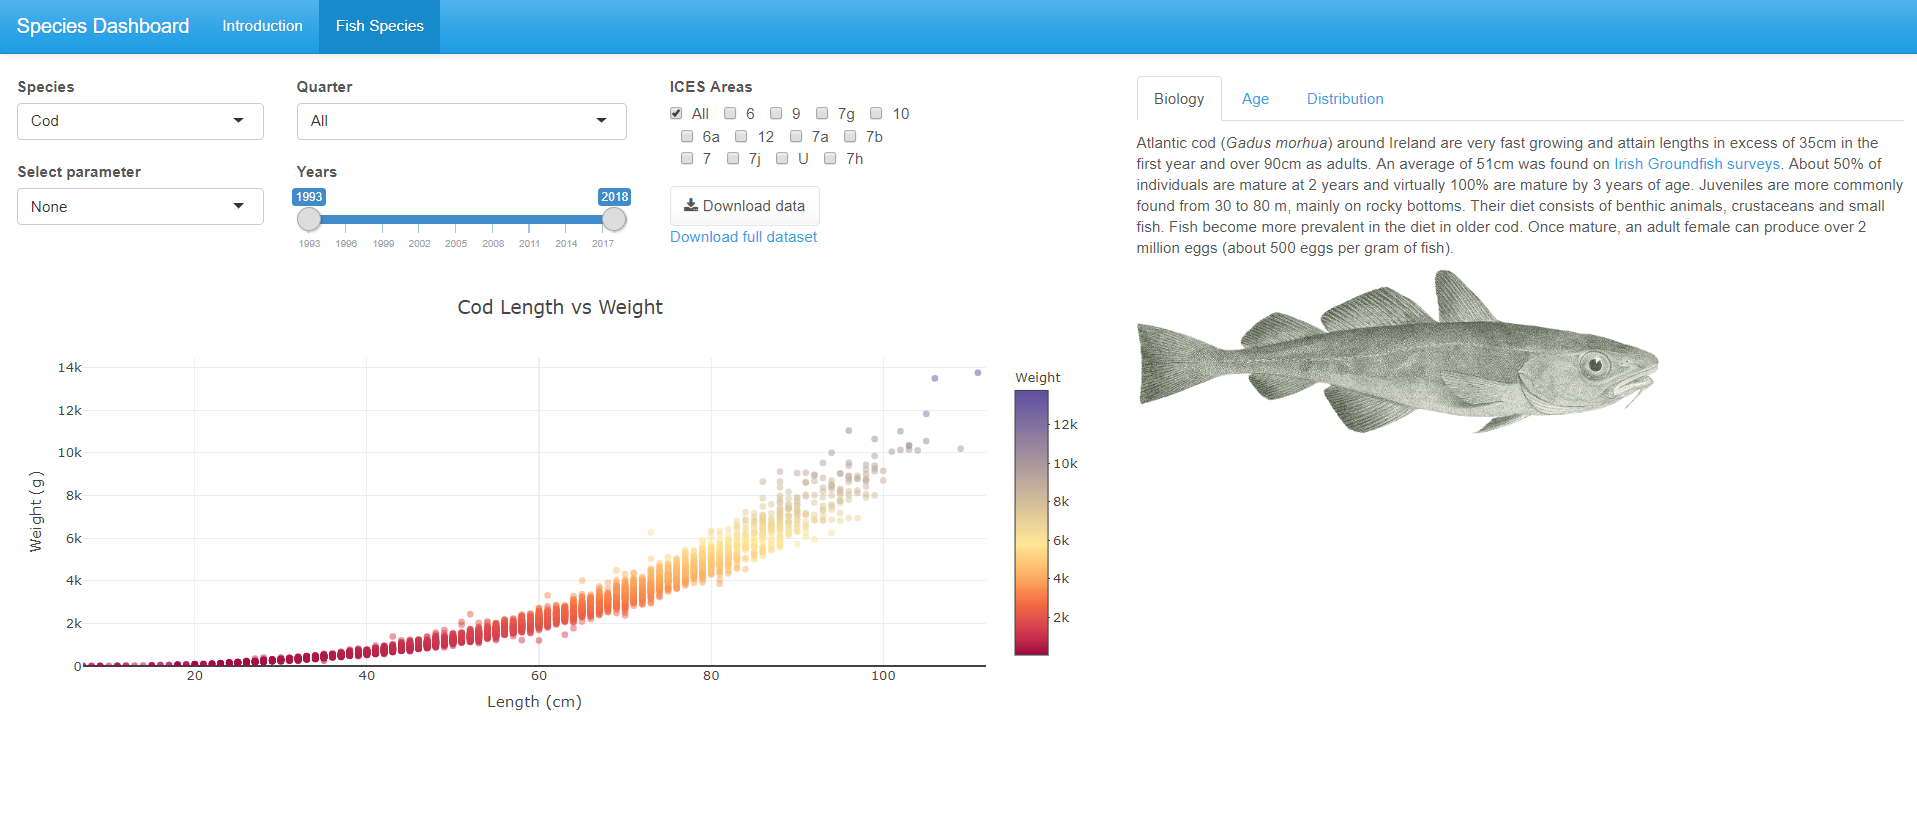 Species Dashboard Introduction Fish Species
Species
Cod
Quarter
All
ICES Areas
All 6 9 7g 10
6a 12 7a 7b
7 7j U 7h
Select parameter
None
Years
1993 2018
1993 1996 1999 2002 2005 2008 2011 2014 2017
Download data
Download full dataset
Biology Age Distribution
Atlantic cod (Gadus morhua) around Ireland are very fast growing and attain lengths in excess of 35cm in the
first year and over 90cm as adults. An average of 51cm was found on Irish Groundfish surveys. About 50% of
individuals are mature at 2 years and virtually 100% are mature by 3 years of age. Juveniles are more commonly
found from 30 to 80 m, mainly on rocky bottoms. Their diet consists of benthic animals, crustaceans and small
fish. Fish become more prevalent in the diet in older cod. Once mature, an adult female can produce over 2
million eggs (about 500 eggs per gram of fish).
Cod Length vs Weight
Weight (g)
14k
12k
10k
8k
6k
4k
2k
0
20 40 60 80 100
Length (cm)
Weight
12k
10k
8k
6k
4k
2k